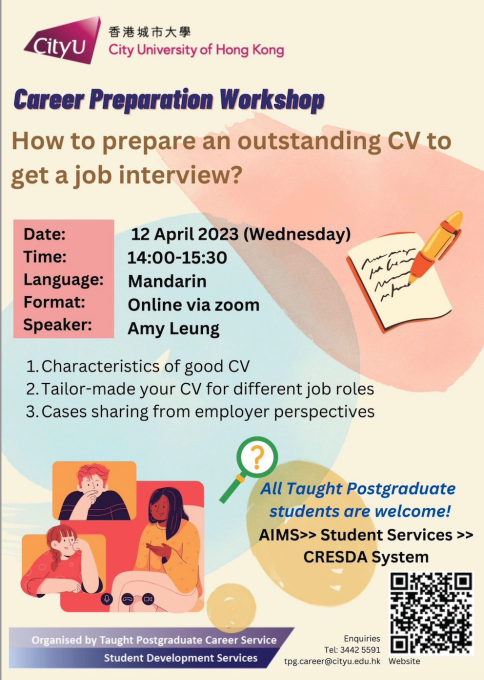 CityU
香港城市大學
City University of Hong Kong
Career Preparation Workshop
How to prepare an outstanding CV to
get a job interview?
Date: 12 April 2023 (Wednesday)
Time: 14:00-15:30
Language: Mandarin
Format: Online via zoom
Speaker: Amy Leung
1. Characteristics of good CV
2. Tailor-made your CV for different job roles
3. Cases sharing from employer perspectives
?
All Taught Postgraduate
students are welcome!
AIMS>> Student Services >>
CRESDA System
Organised by Taught Postgraduate Career Service
Student Development Services
Enquiries
Tel: 3442 5591
tpg.career@cityu.edu.hk Website